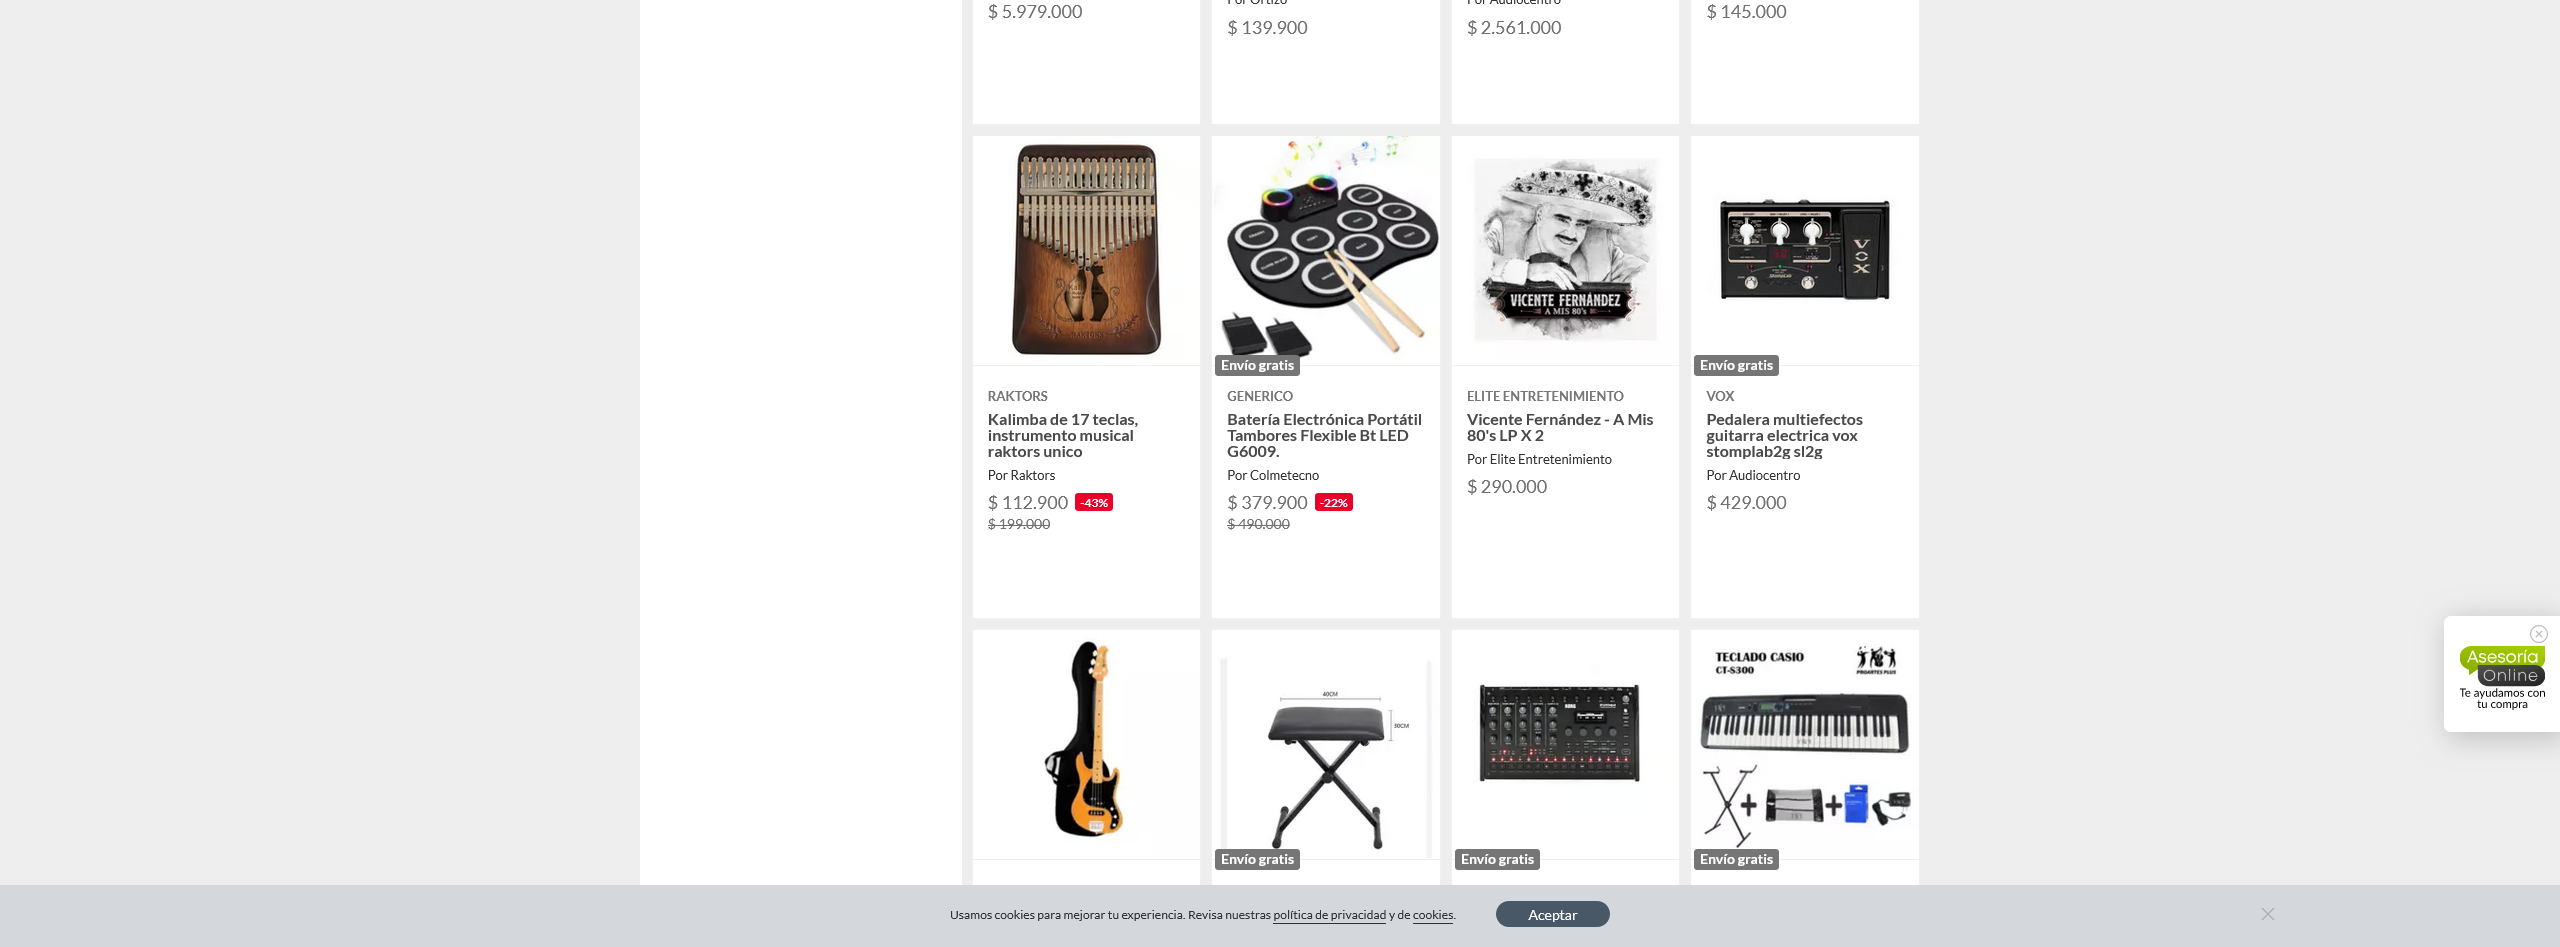 $ 5.979.000
Por Ortizo
$ 139.900
Por Audiocentro
$ 2.561.000
$ 145.000
RAKTORS
Kalimba de 17 teclas,
instrumento musical
raktors unico
Por Raktors
$ 112.900 -43%
$ 199.000
Envío gratis
GENERICO
Batería Electrónica Portátil
Tambores Flexible Bt LED
G6009.
Por Colmetecno
$ 379.900 -22%
$ 490.000
VICENTE FERNÁNDEZ
A MIS 80's
ELITE ENTRETENIMIENTO
Vicente Fernández - A Mis
80's LP X 2
Por Elite Entretenimiento
$ 290.000
VOX
Envío gratis
VOX
Pedalera multiefectos
guitarra electrica vox
stomplab2g sl2g
Por Audiocentro
$ 429.000
40CM
30CM
Envío gratis
KORG
Envío gratis
TECLADO CASIO
CT-S300
PROARTES PLUS
Envío gratis
Asesoría
Online
Te ayudamos con
tu compra
Usamos cookies para mejorar tu experiencia. Revisa nuestras política de privacidad y de cookies.
Aceptar